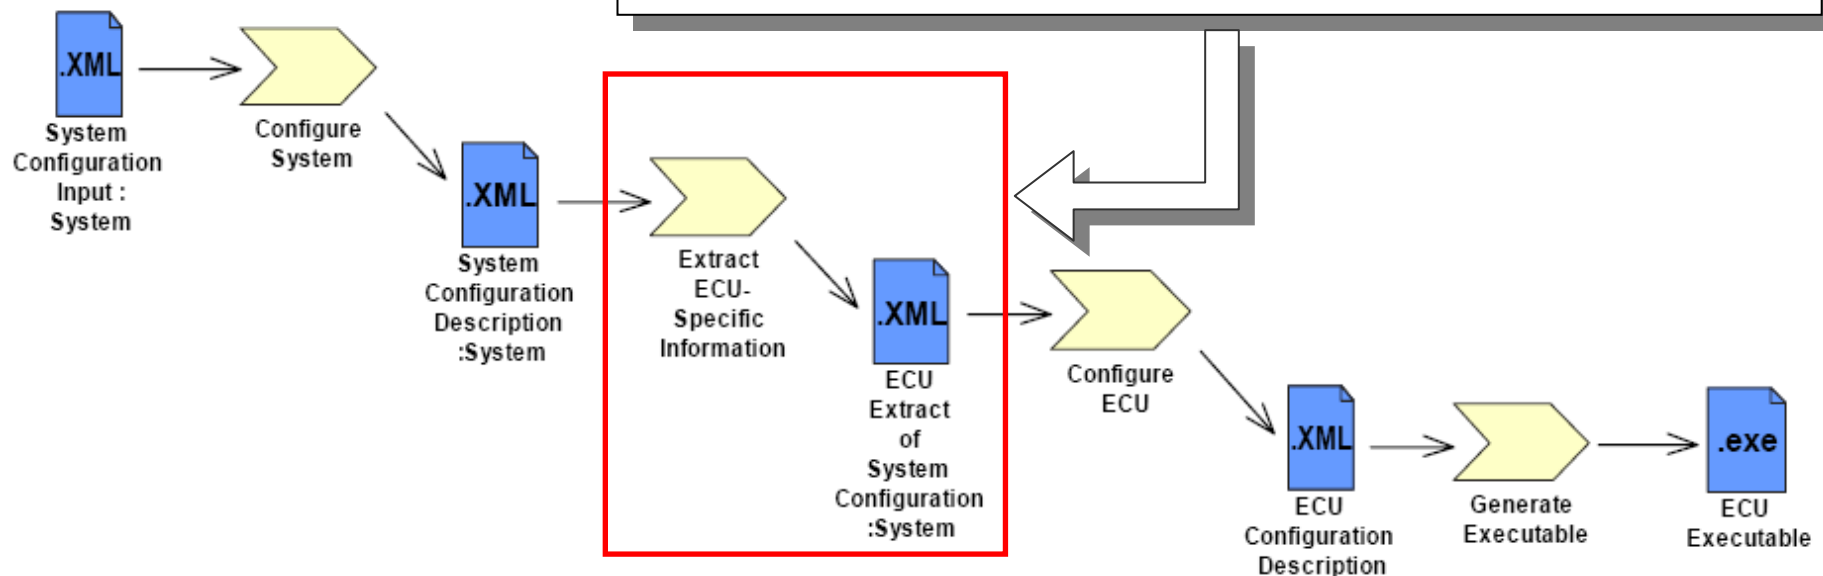 .XML
System
Configuration
Input :
System
Configure
System
.XML
System
Configuration
Description
:System
Extract
ECU-
Specific
Information
.XML
ECU
Extract
of
System
Configuration
:System
Configure
ECU
.XML
ECU
Configuration
Description
Generate
Executable
.exe
ECU
Executable